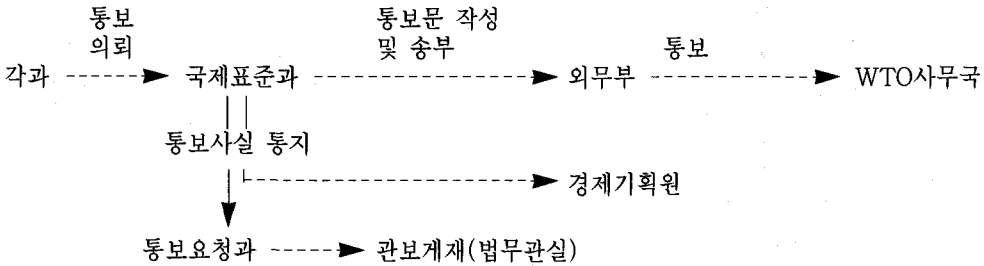 통보
의뢰
통보문 작성
및 송부
통보
각과
국제표준과
외무부
WTO사무국
통보사실 통지
경제기획원
통보요청과
관보게재(법무관실)